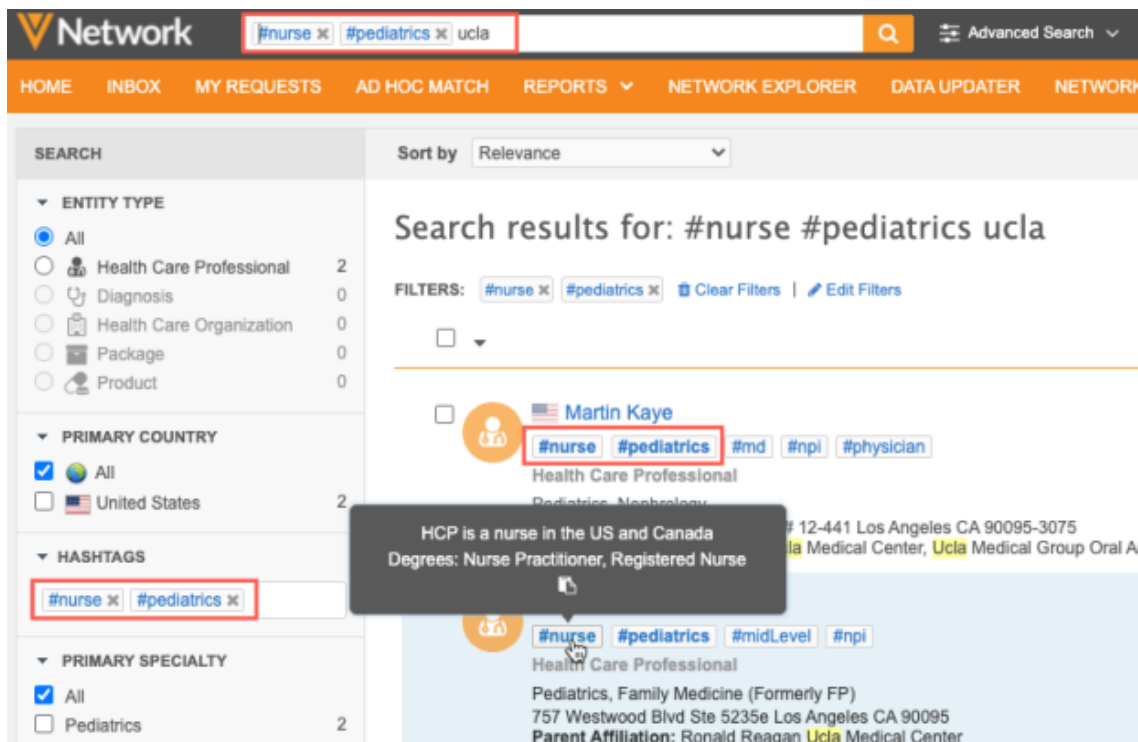 Network #nurse × #pediatrics × ucla Advanced Search
HOME INBOX MY REQUESTS AD HOC MATCH REPORTS NETWORK EXPLORER DATA UPDATER NETWORK
SEARCH
ENTITY TYPE
All
Health Care Professional 2
Diagnosis 0
Health Care Organization 0
Package 0
Product 0
PRIMARY COUNTRY
All
United States 2
HASHTAGS
#nurse × #pediatrics ×
PRIMARY SPECIALTY
All
Pediatrics 2
Sort by Relevance
Search results for: #nurse #pediatrics ucla
FILTERS: #nurse × #pediatrics × Clear Filters | Edit Filters
Martin Kaye
#nurse #pediatrics #md #npi #physician
Health Care Professional
Pediatrics, Nephrology
# 12-441 Los Angeles CA 90095-3075
la Medical Center, Ucla Medical Group Oral
HCP is a nurse in the US and Canada
Degrees: Nurse Practitioner, Registered Nurse
#nurse #pediatrics #midLevel #npi
Health Care Professional
Pediatrics, Family Medicine (Formerly FP)
757 Westwood Blvd Ste 5235e Los Angeles CA 90095
Parent Affiliation: Ronald Reagan Ucla Medical Center